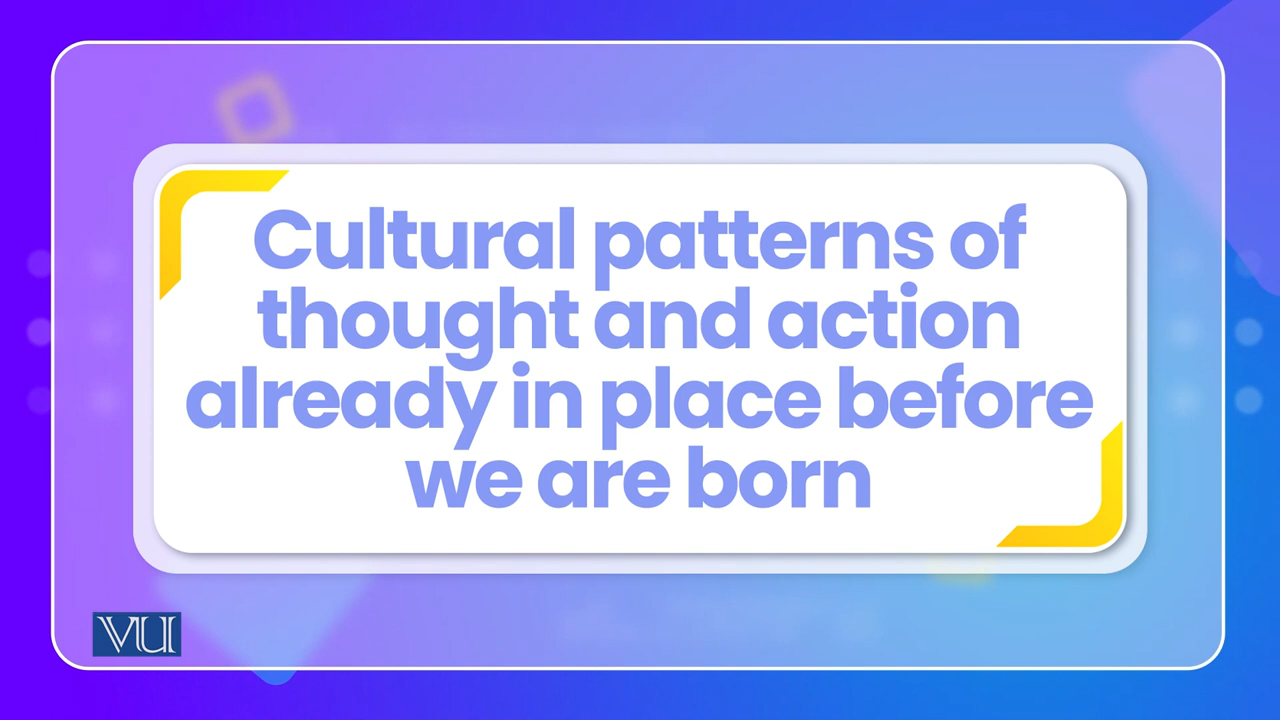 Cultural patterns of
thought and action
already in place before
we are born
VU